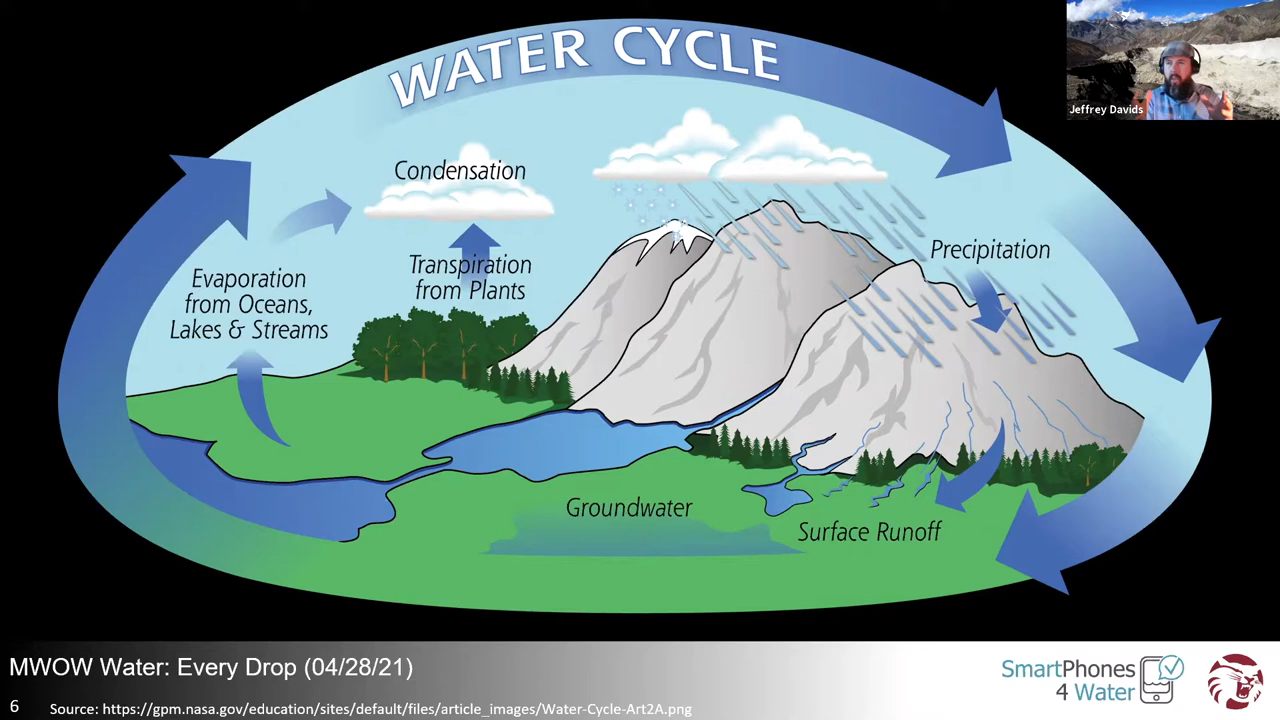 WATER CYCLE
Jeffrey Davids
Condensation
Precipitation
Transpiration
from Plants
Evaporation
from Oceans,
Lakes & Streams
Groundwater
Surface Runoff
MWOW Water: Every Drop (04/28/21)
SmartPhones
4 Water
6
Source: https://gpm.nasa.gov/education/sites/default/files/article_images/Water-Cycle-Art2A.png